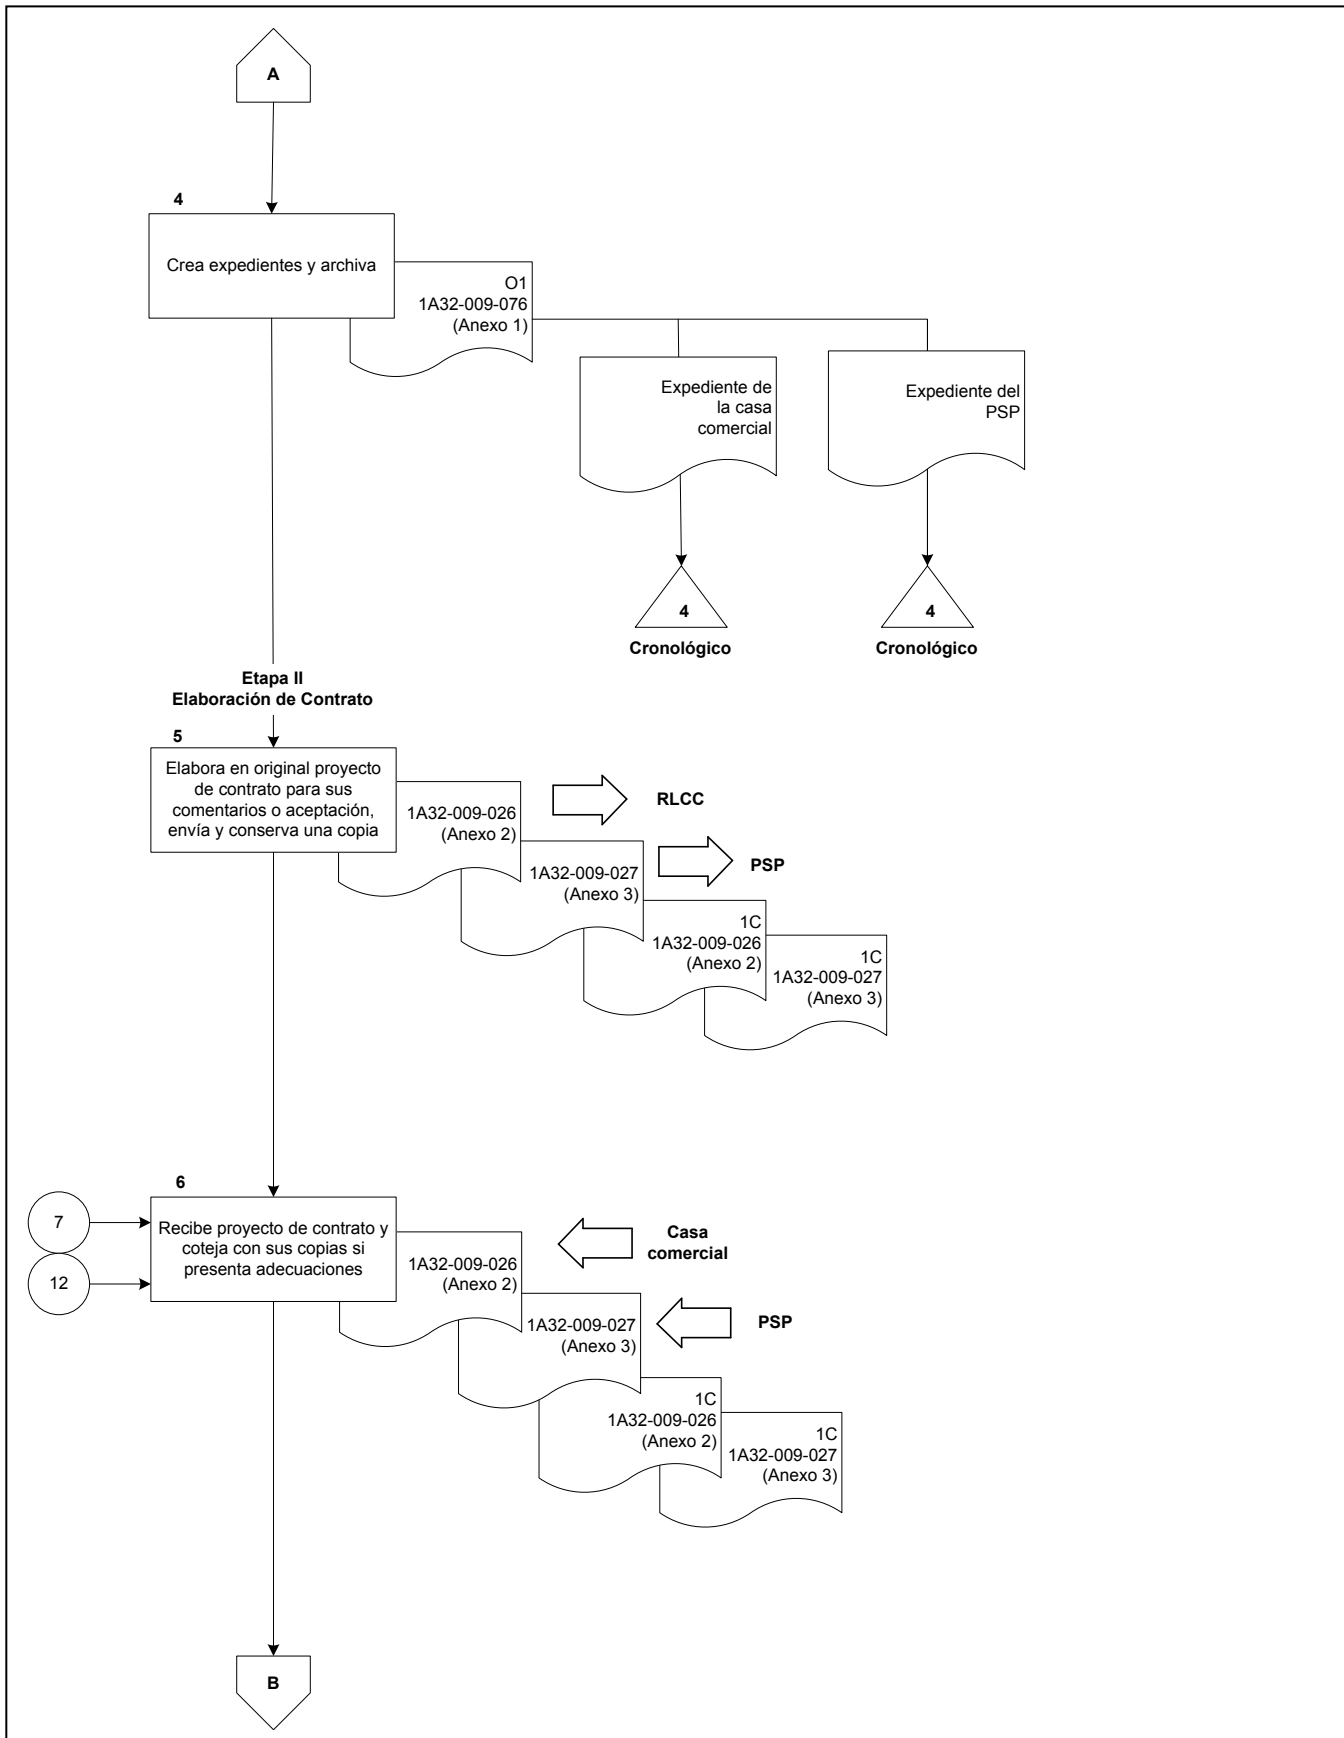 A
4
Crea expedientes y archiva
O1
1A32-009-076
(Anexo 1)
Expediente de
la casa
comercial
Expediente del
PSP
4
Cronológico
4
Cronológico
Etapa II
Elaboración de Contrato
5
Elabora en original proyecto
de contrato para sus
comentarios o aceptación,
envía y conserva una copia
1A32-009-026
(Anexo 2)
RLCC
1A32-009-027
(Anexo 3)
PSP
1C
1A32-009-026
(Anexo 2)
1C
1A32-009-027
(Anexo 3)
6
7
12
Recibe proyecto de contrato y
coteja con sus copias si
presenta adecuaciones
1A32-009-026
(Anexo 2)
Casa
comercial
1A32-009-027
(Anexo 3)
PSP
1C
1A32-009-026
(Anexo 2)
1C
1A32-009-027
(Anexo 3)
B